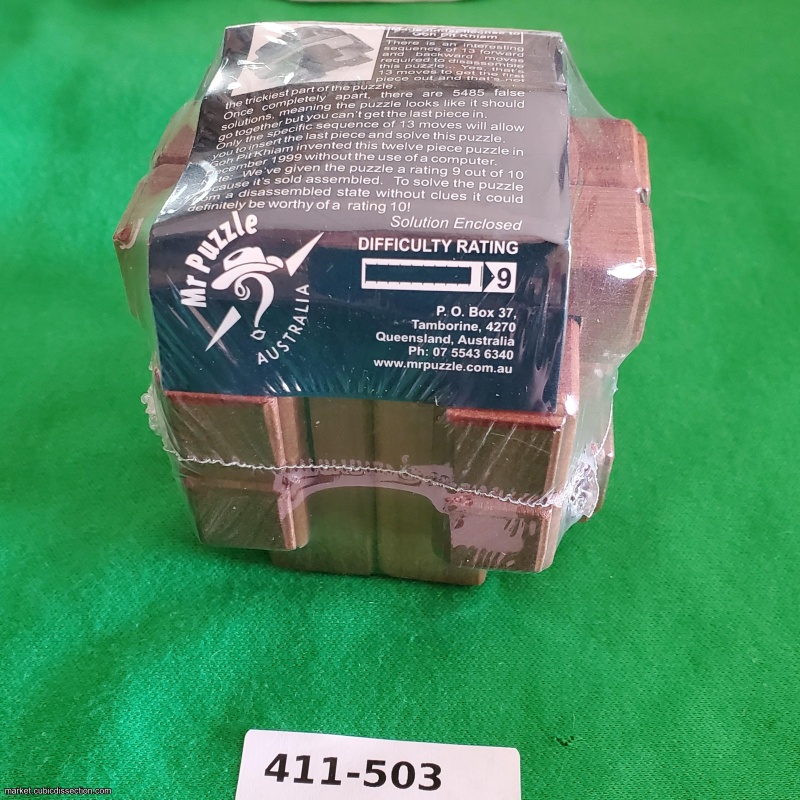 Goh Pit Khiam
There is an interesting
sequence of 13 forward
and backward moves
required to disassemble
this puzzle... Yes, that's
13 moves to get the first
piece out, and that's not
the trickiest part of the puzzle.
Once completely apart, there are 5485 false
solutions, meaning the puzzle looks like it should
go together but you can't get the last piece in.
Only the specific sequence of 13 moves will allow
you to insert the last piece and solve this puzzle.
Goh Pit Khiam invented this twelve piece puzzle in
December 1999 without the use of a computer.
We've given the puzzle a rating 9 out of 10
because it's sold assembled. To solve the puzzle
from a disassembled state without clues it could
definitely be worthy of a rating 10!
Solution Enclosed
Mr Puzzle
AUSTRALIA
DIFFICULTY RATING
9
P. O. Box 37,
Tamborine, 4270
Queensland, Australia
Ph: 07 5543 6340
www.mrpuzzle.com.au
411-503
market.cubicdissection.com